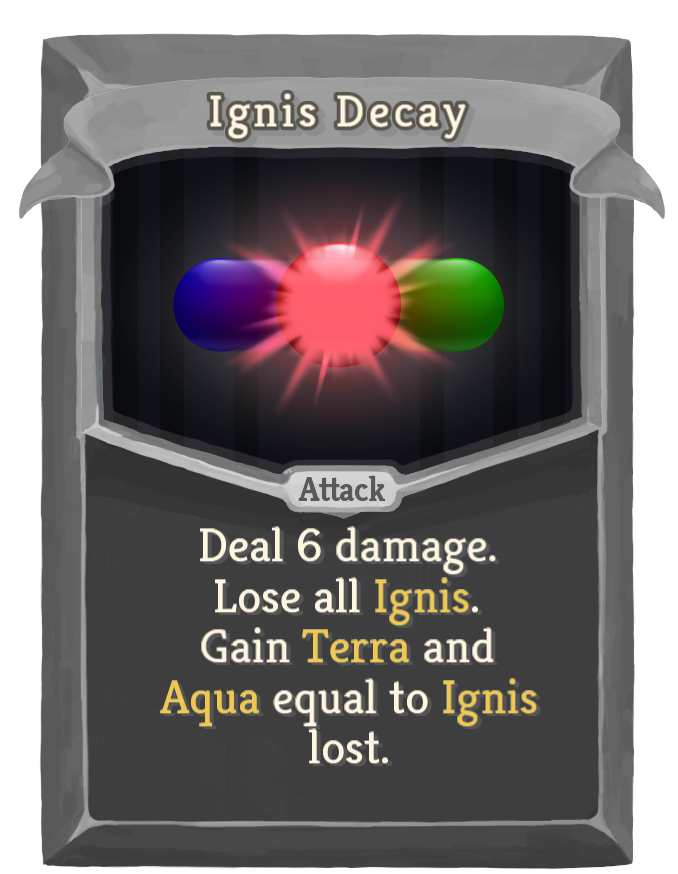 Ignis Decay
Attack
Deal 6 damage.
Lose all Ignis.
Gain Terra and
Aqua equal to Ignis
lost.